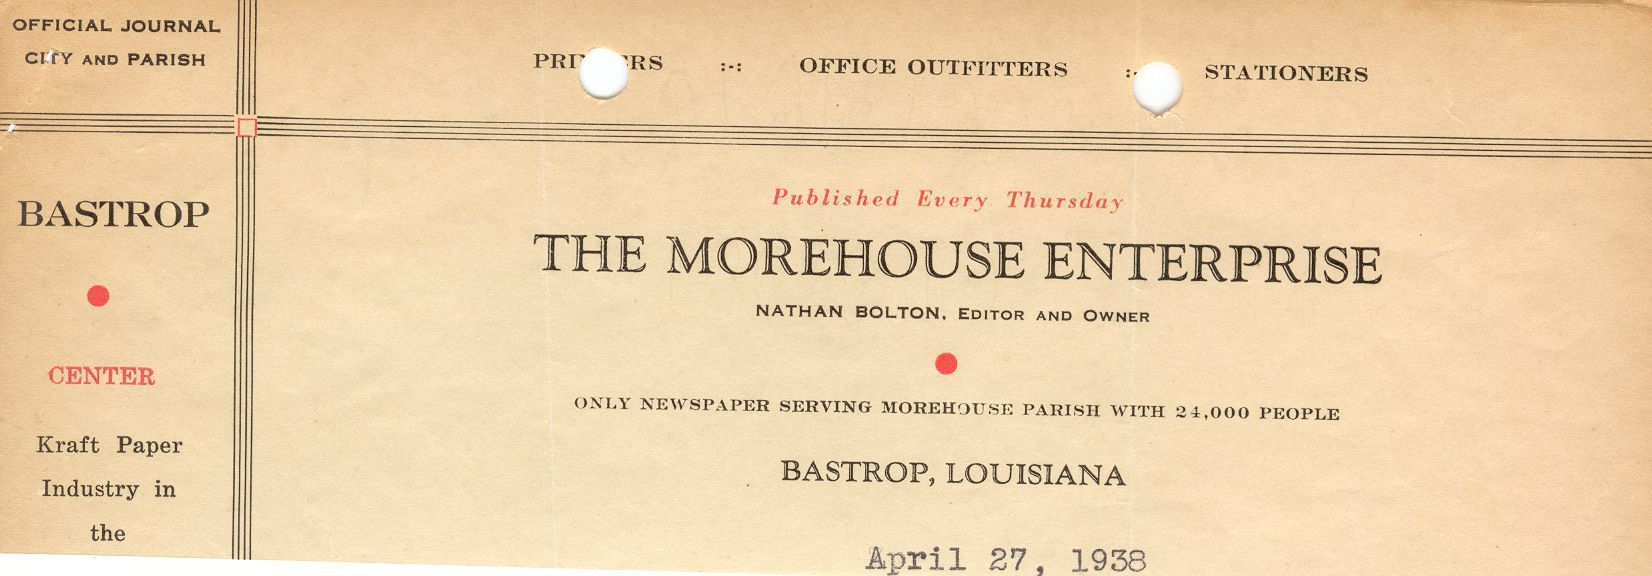 OFFICIAL JOURNAL
CITY AND PARISH
PRI RS :-: OFFICE OUTFITTERS :- STATIONERS
BASTROP
CENTER
Kraft Paper
Industry in
the
Published Every Thursday
THE MOREHOUSE ENTERPRISE
NATHAN BOLTON, EDITOR AND OWNER
ONLY NEWSPAPER SERVING MOREHOUSE PARISH WITH 24,000 PEOPLE
BASTROP, LOUISIANA
April 27, 1938